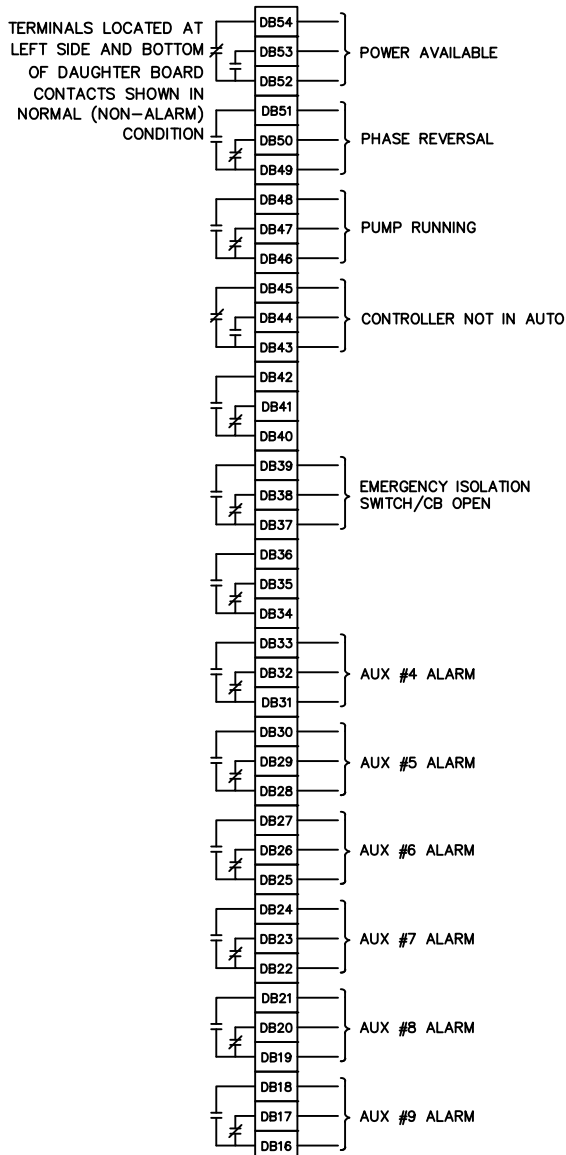 TERMINALS LOCATED AT
LEFT SIDE AND BOTTOM
OF DAUGHTER BOARD
CONTACTS SHOWN IN
NORMAL (NON-ALARM)
CONDITION
DB54
DB53
DB52
POWER AVAILABLE
DB51
DB50
DB49
PHASE REVERSAL
DB48
DB47
DB46
PUMP RUNNING
DB45
DB44
DB43
CONTROLLER NOT IN AUTO
DB42
DB41
DB40
DB39
DB38
DB37
EMERGENCY ISOLATION
SWITCH/CB OPEN
DB36
DB35
DB34
DB33
DB32
DB31
AUX #4 ALARM
DB30
DB29
DB28
AUX #5 ALARM
DB27
DB26
DB25
AUX #6 ALARM
DB24
DB23
DB22
AUX #7 ALARM
DB21
DB20
DB19
AUX #8 ALARM
DB18
DB17
DB16
AUX #9 ALARM